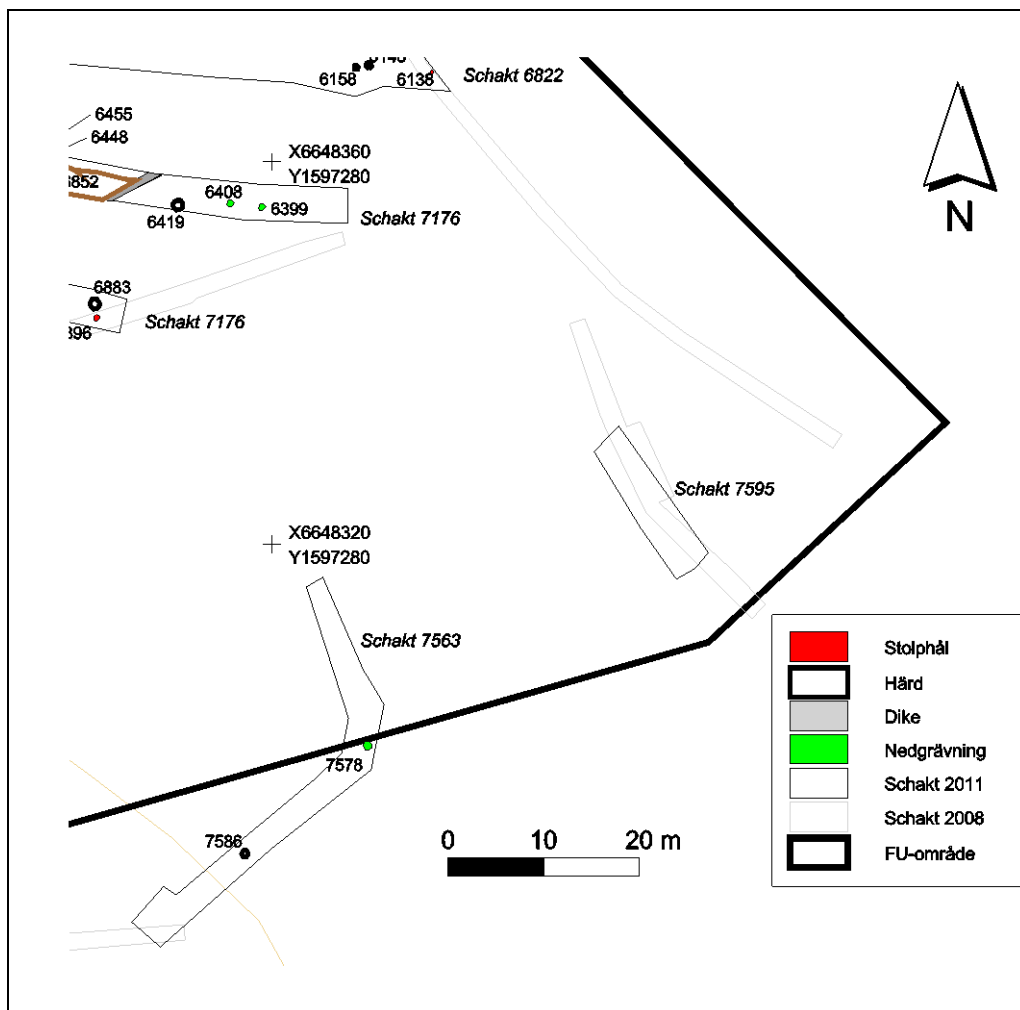 6158
6138
Schakt 6822
6455
6448
X6648360
Y1597280
N
6408
6399
6419
Schakt 7176
6883
Schakt 7176
Schakt 7595
X6648320
Y1597280
Schakt 7563
7578
7586
0 10 20 m
Stolphål
Härd
Dike
Nedgrävning
Schakt 2011
Schakt 2008
FU-område